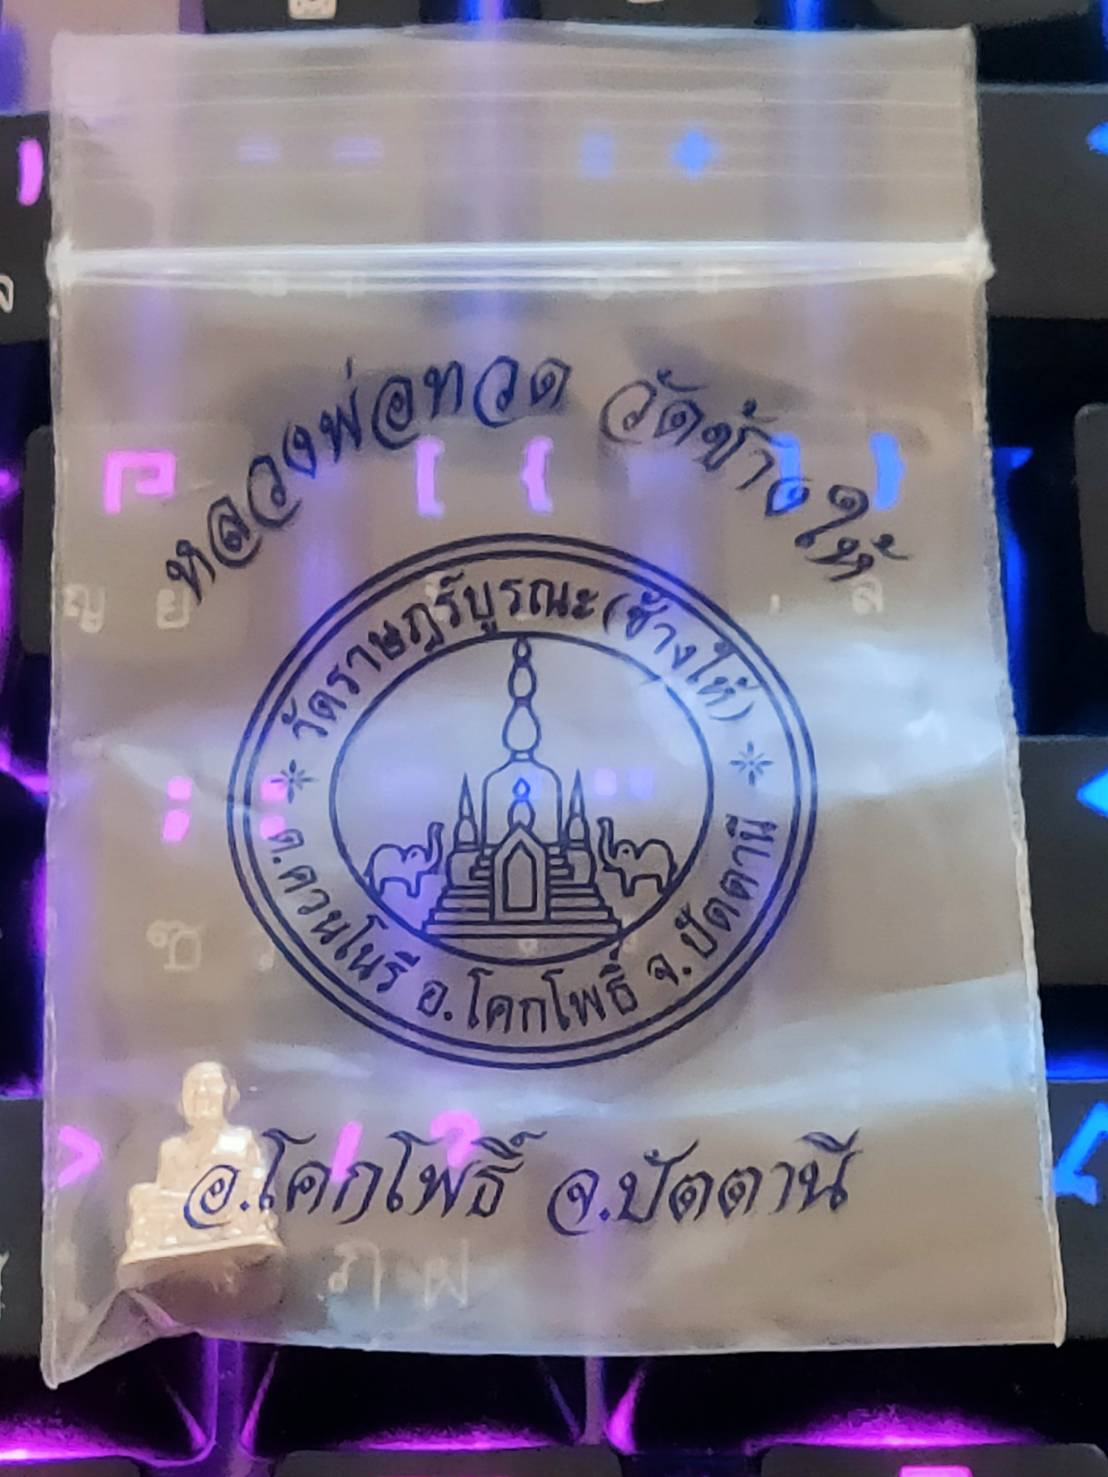 หลวงพ่อทวด วัดช้างให้
วัดราษฎร์บูรณะ (ช้างให้)
ต.ควนโนรี อ.โคกโพธิ์ จ.ปัตตานี
อ.โคกโพธิ์ จ.ปัตตานี